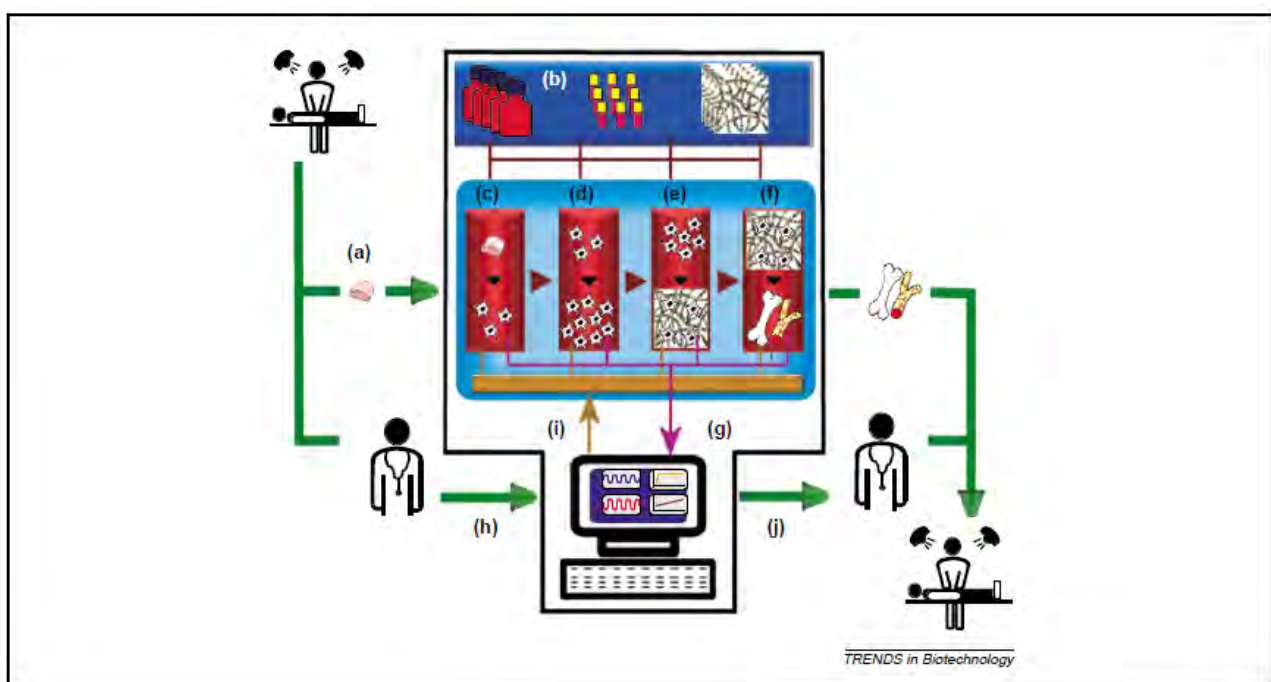 (b)
(c)
(d)
(e)
(f)
(a)
(i)
(g)
(h)
(j)
TRENDS in Biotechnology